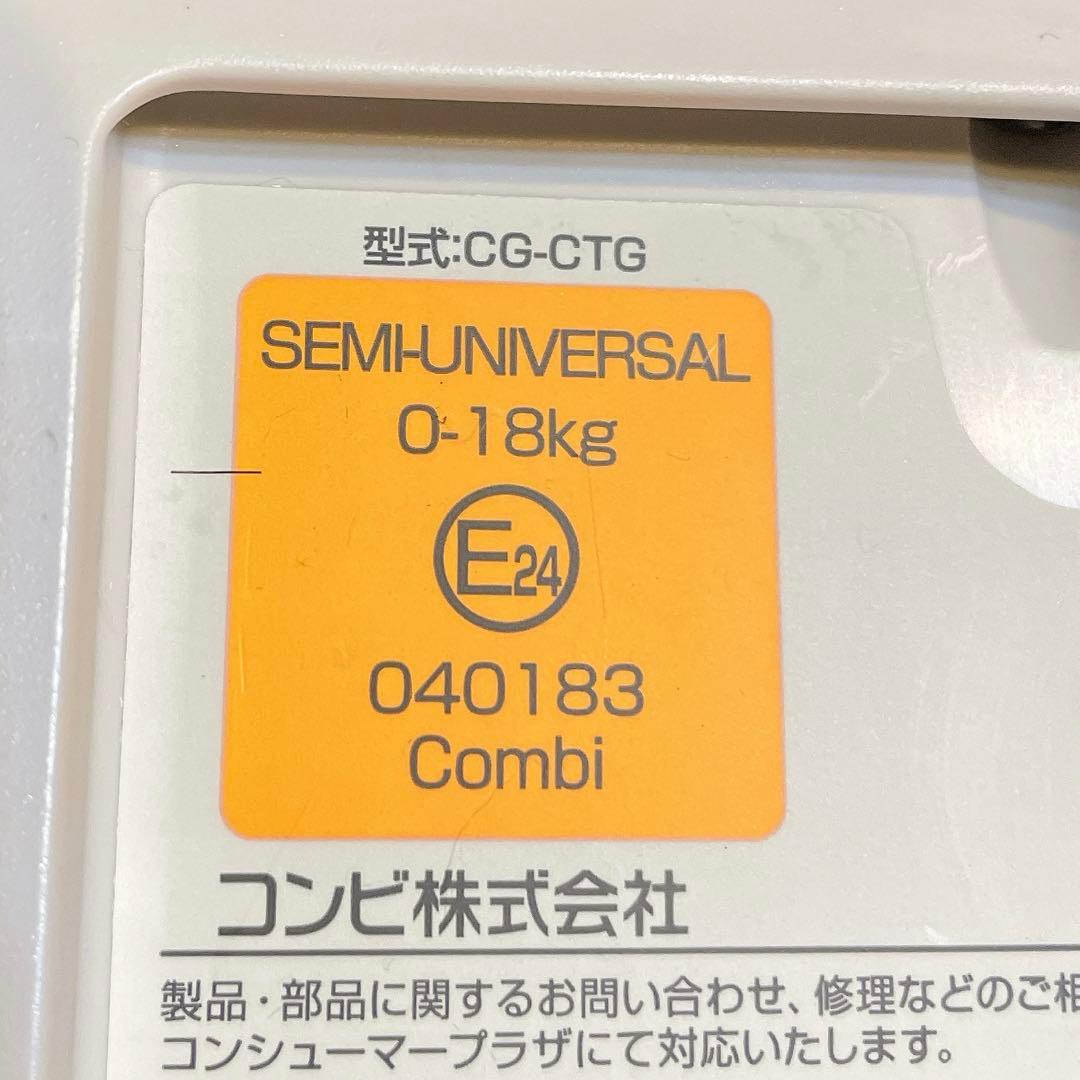 型式:CG-CTG
SEMI-UNIVERSAL
0-18kg
E24
040183
Combi
コンビ株式会社
製品・部品に関するお問い合わせ、修理などのご相
コンシューマープラザにて対応いたします。